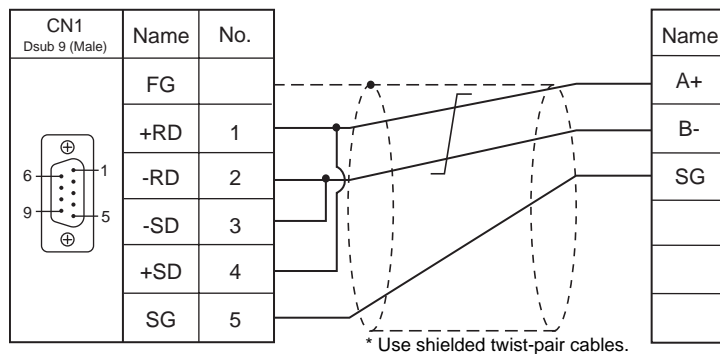 CN1
Dsub 9 (Male)
Name
No.
Name
FG
A+
+RD
1
B-
-RD
2
SG
-SD
3
+SD
4
SG
5
6
1
9
5
* Use shielded twist-pair cables.